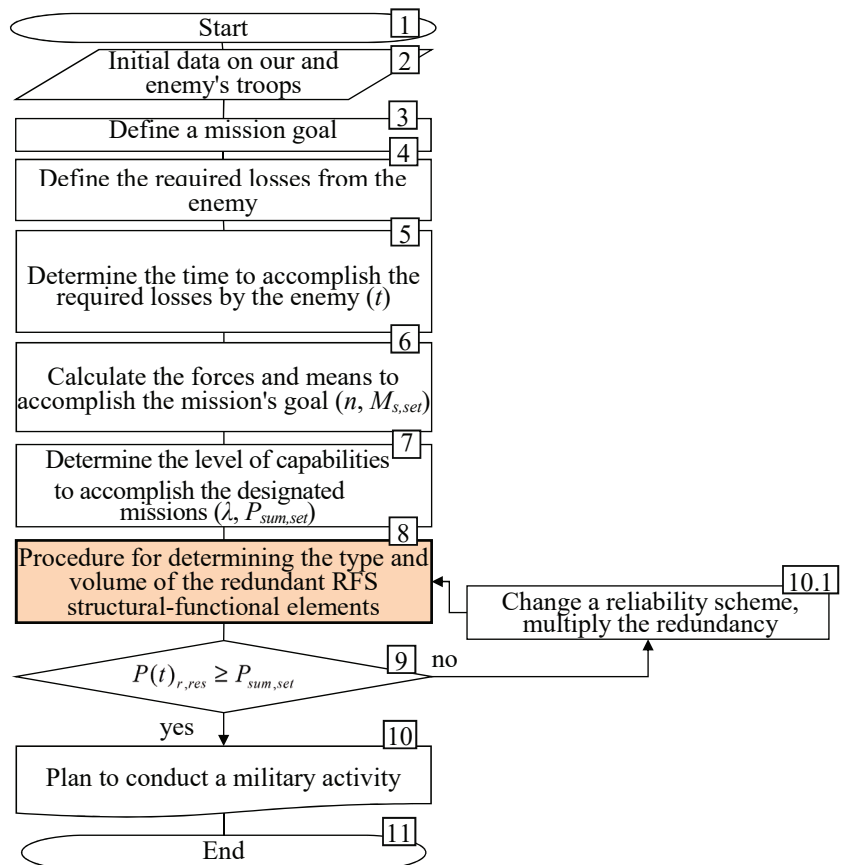 1
Start
2
Initial data on our and
enemy's troops
3
Define a mission goal
4
Define the required losses from the
enemy
5
Determine the time to accomplish the
required losses by the enemy (t)
6
Calculate the forces and means to
accomplish the mission's goal (n, Ms,set)
7
Determine the level of capabilities
to accomplish the designated
missions (λ, Psum,set)
8
Procedure for determining the type and
volume of the redundant RFS
structural-functional elements
10.1
Change a reliability scheme,
multiply the redundancy
9
no
P(t)r,res ≥ Psum,set
yes
10
Plan to conduct a military activity
11
End